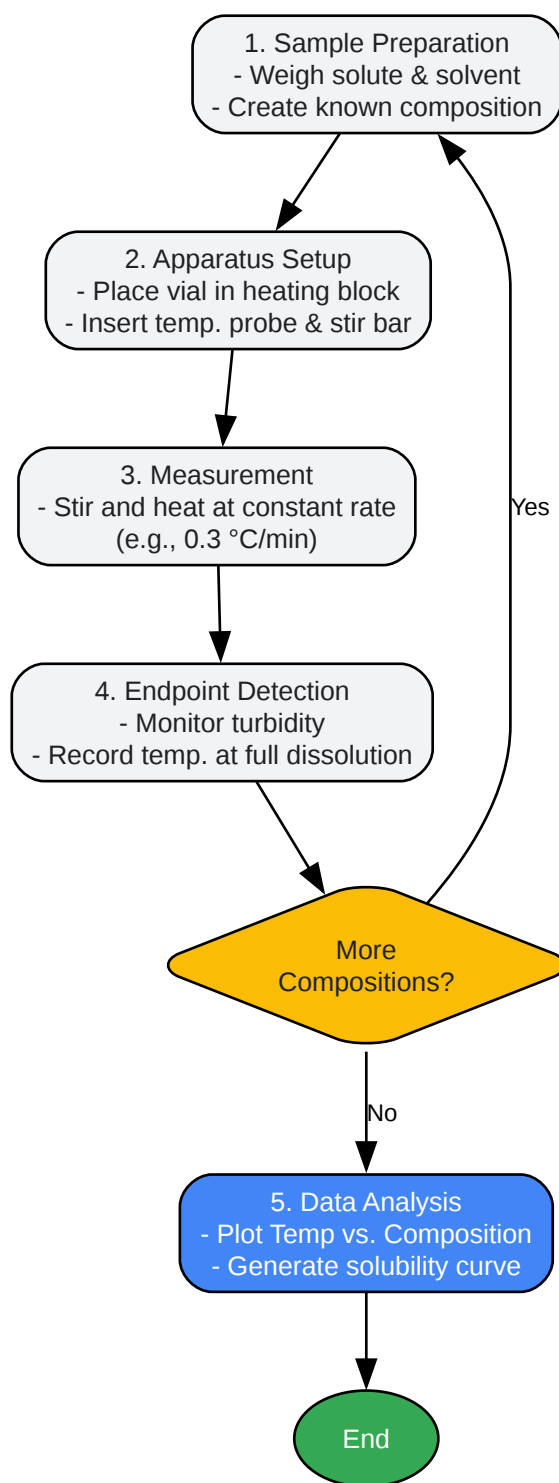 1. Sample Preparation
- Weigh solute & solvent
- Create known composition
2. Apparatus Setup
- Place vial in heating block
- Insert temp. probe & stir bar
3. Measurement
- Stir and heat at constant rate
(e.g., 0.3 °C/min)
Yes
4. Endpoint Detection
- Monitor turbidity
- Record temp. at full dissolution
More
Compositions?
No
5. Data Analysis
- Plot Temp vs. Composition
- Generate solubility curve
End